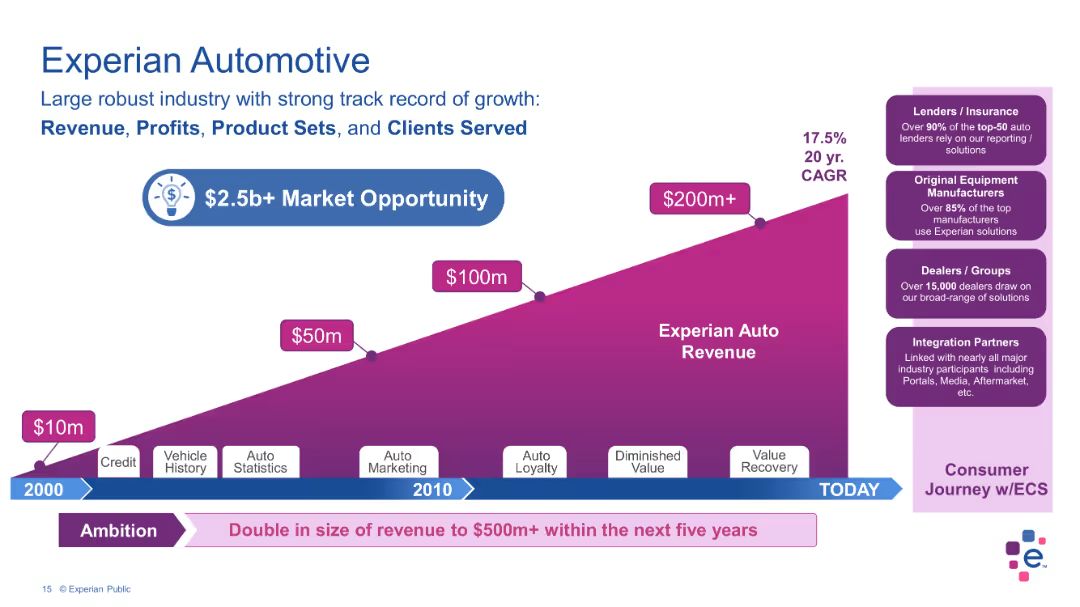 Experian Automotive
Large robust industry with strong track record of growth:
Revenue, Profits, Product Sets, and Clients Served
$
$2.5b+ Market Opportunity
17.5%
20 yr.
CAGR
$200m+
$100m
$50m
$10m
Experian Auto
Revenue
Credit
Vehicle
History
Auto
Statistics
Auto
Marketing
Auto
Loyalty
Diminished
Value
Value
Recovery
2000
2010
TODAY
Ambition
Double in size of revenue to $500m+ within the next five years
Lenders / Insurance
Over 90% of the top-50 auto
lenders rely on our reporting /
solutions
Original Equipment
Manufacturers
Over 85% of the top
manufacturers
use Experian solutions
Dealers / Groups
Over 15,000 dealers draw on
our broad-range of solutions
Integration Partners
Linked with nearly all major
industry participants including
Portals, Media, Aftermarket,
etc.
Consumer
Journey w/ECS
e™
15 © Experian Public